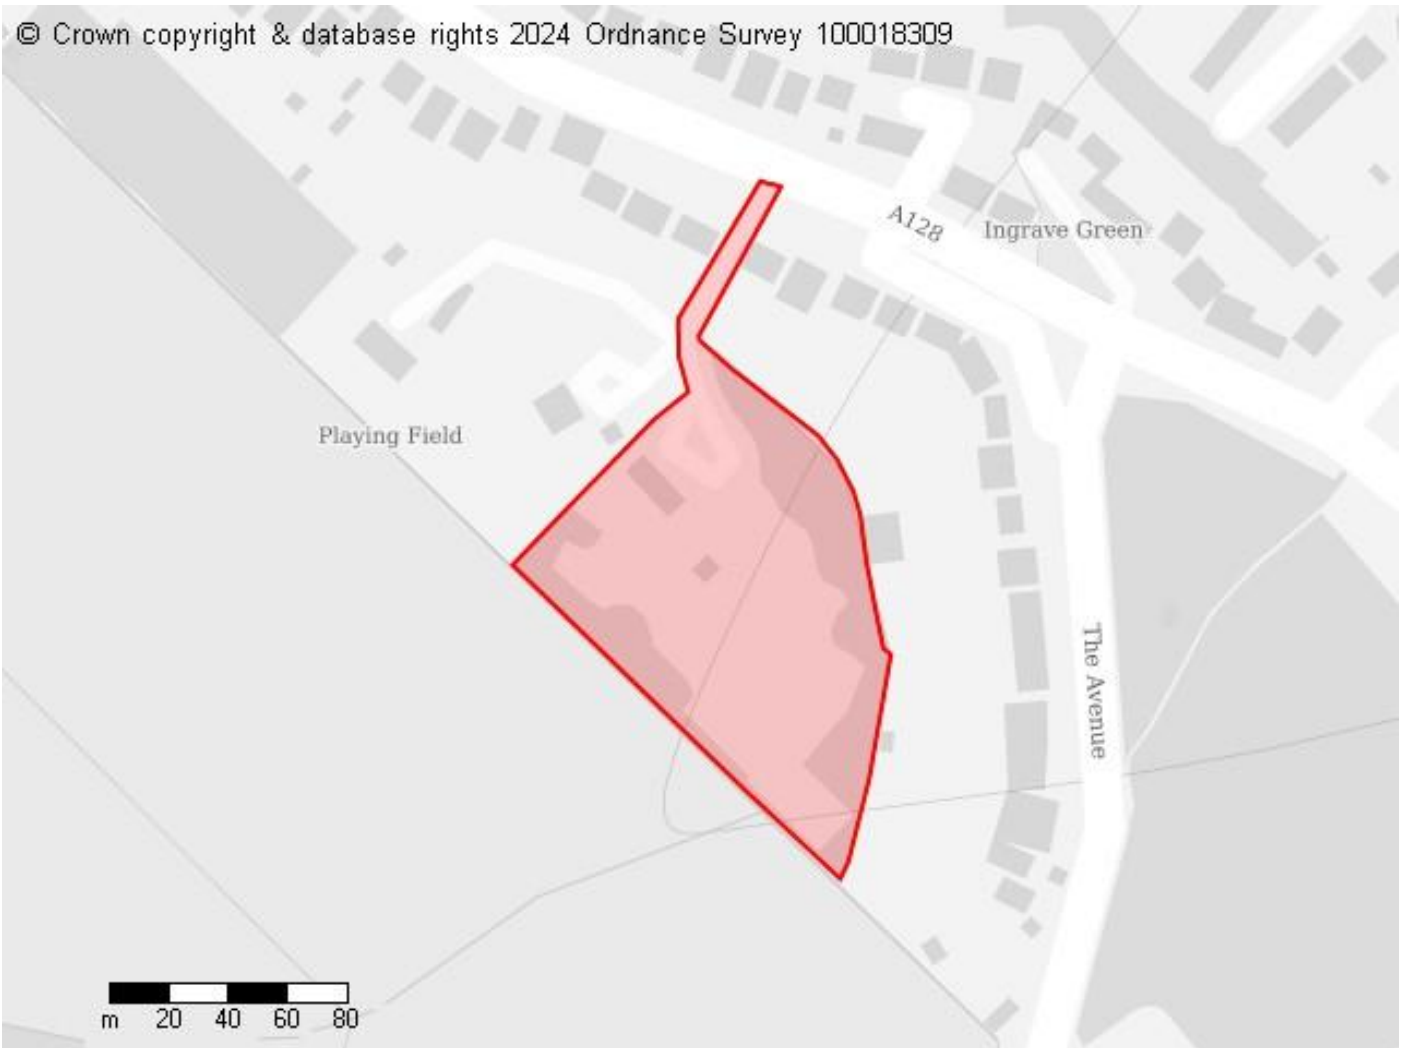 © Crown copyright & database rights 2024 Ordnance Survey 100018309
A128
Ingrave Green
Playing Field
The Avenue
m 20 40 60 80